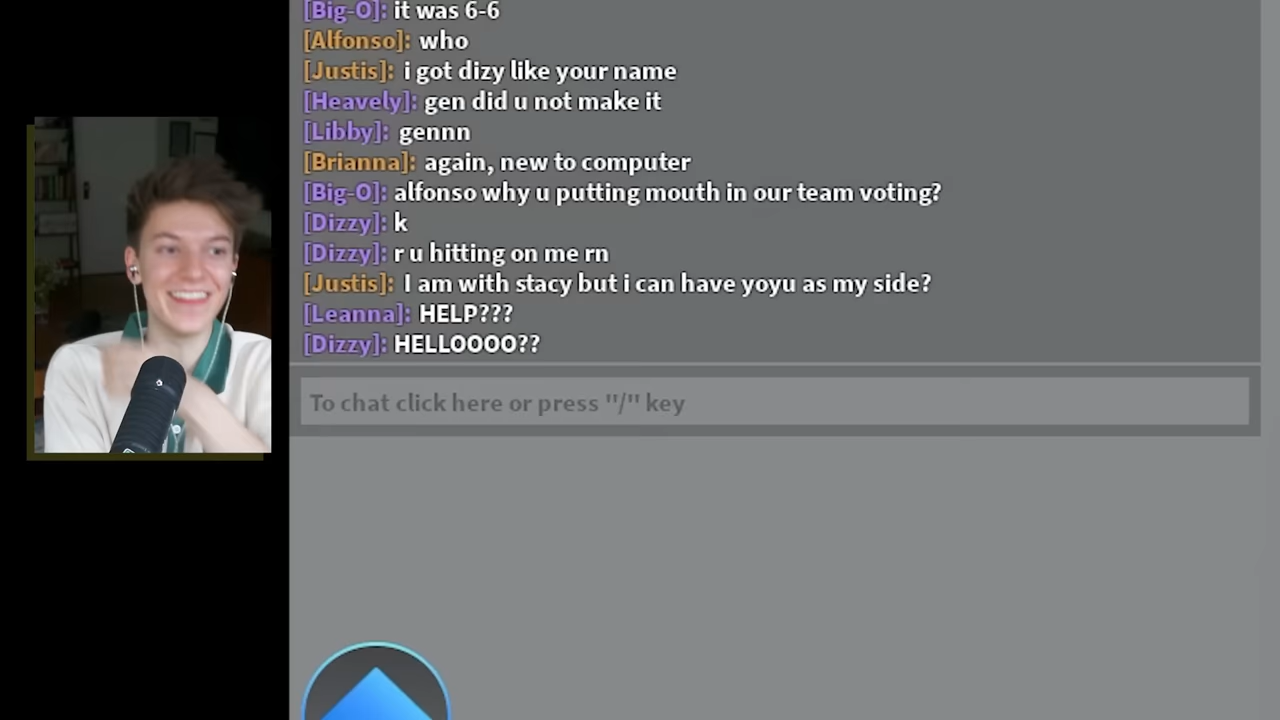 [Big-O]: it was 6-6
[Alfonso]: who
[Justis]: i got dizy like your name
[Heavely]: gen did u not make it
[Libby]: gennn
[Brianna]: again, new to computer
[Big-O]: alfonso why u putting mouth in our team voting?
[Dizzy]: k
[Dizzy]: r u hitting on me rn
[Justis]: I am with stacy but i can have yoyu as my side?
[Leanna]: HELP???
[Dizzy]: HELLOOOO??
To chat click here or press "/" key